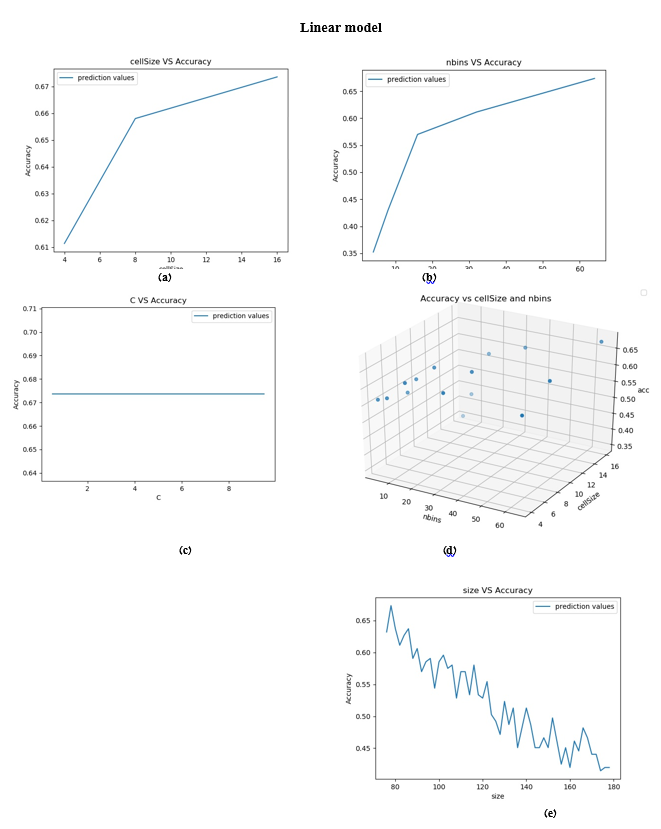 Linear model
cellSize VS Accuracy
prediction values
Accuracy
0.67
0.66
0.65
0.64
0.63
0.62
0.61
4 6 8 10 12 14 16
cellSize
(a)
nbins VS Accuracy
prediction values
Accuracy
0.65
0.60
0.55
0.50
0.45
0.40
0.35
10 20 30 40 50 60
(b)
C VS Accuracy
prediction values
Accuracy
0.71
0.70
0.69
0.68
0.67
0.66
0.65
0.64
2 4 6 8
C
(c)
Accuracy vs cellSize and nbins
0.65
0.60
0.55
0.50
0.45
0.40
0.35
acc
16
14
12
10
8
6
4
cellSize
10 20 30 40 50 60
nbins
(d)
size VS Accuracy
prediction values
Accuracy
0.65
0.60
0.55
0.50
0.45
80 100 120 140 160 180
size
(e)